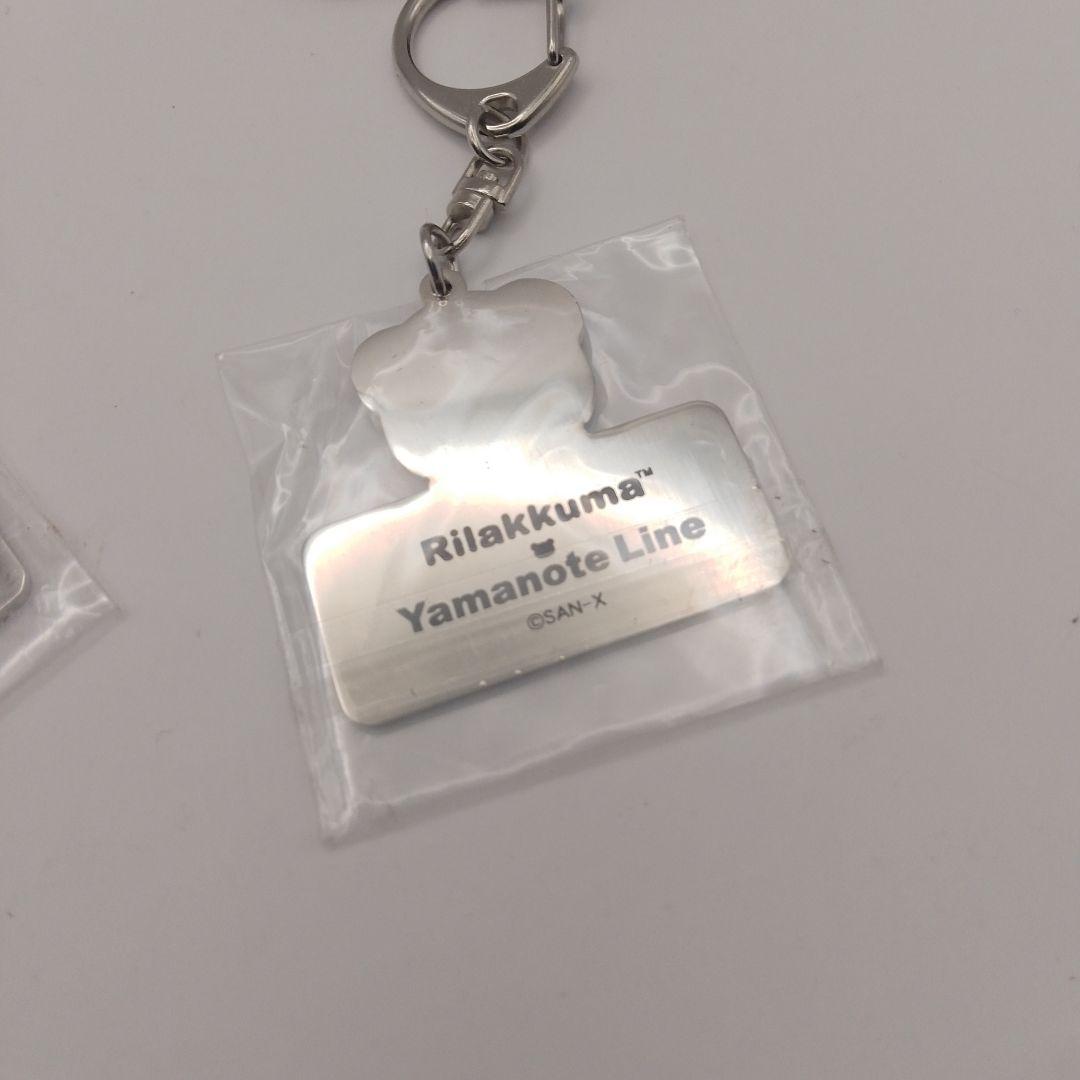 Rilakkuma™
Yamanote Line
©SAN-X